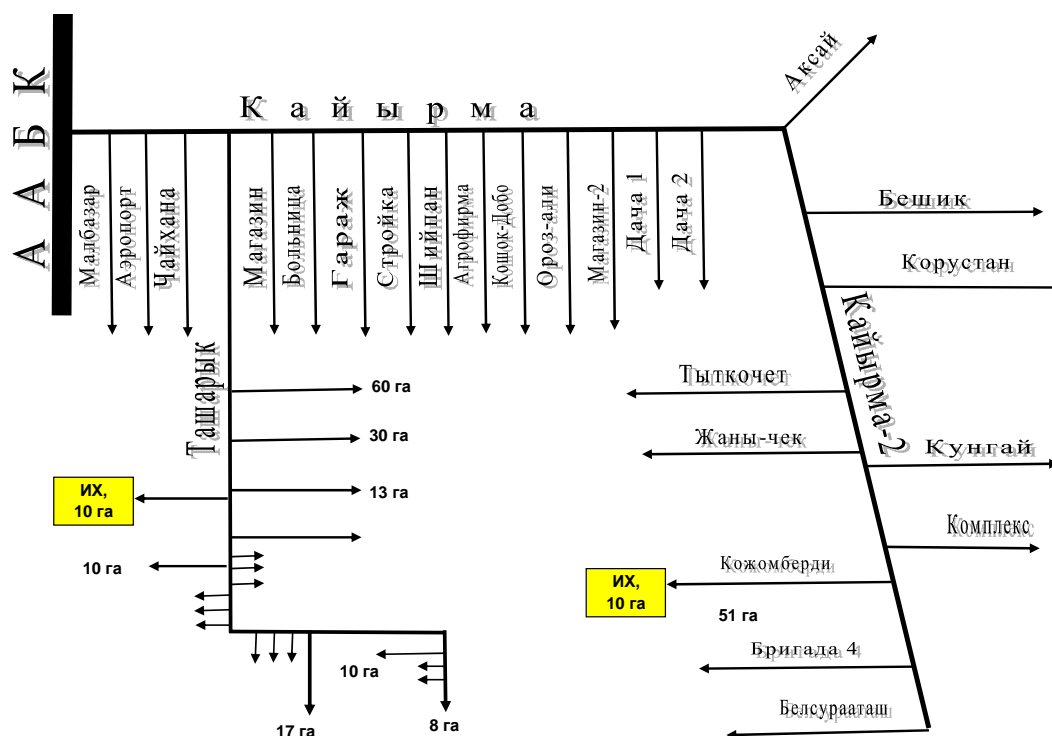 ААБК
Кайырма
Аксай
Малбазар
Аэропорт
Чайхана
Магазин
Больница
Гараж
Стройка
Шийпан
Агрофирма
Кошок-Добо
Ороз-али
Магазин-2
Дача 1
Дача 2
Бешик
Корустан
Кайырма-2
Ташарык
Тыткочет
60 га
Жаны-чек
30 га
Кунгай
ИХ,
10 га
13 га
Комплекс
10 га
Кожомберди
ИХ,
10 га
51 га
Бригада 4
10 га
Белсурааташ
17 га
8 га